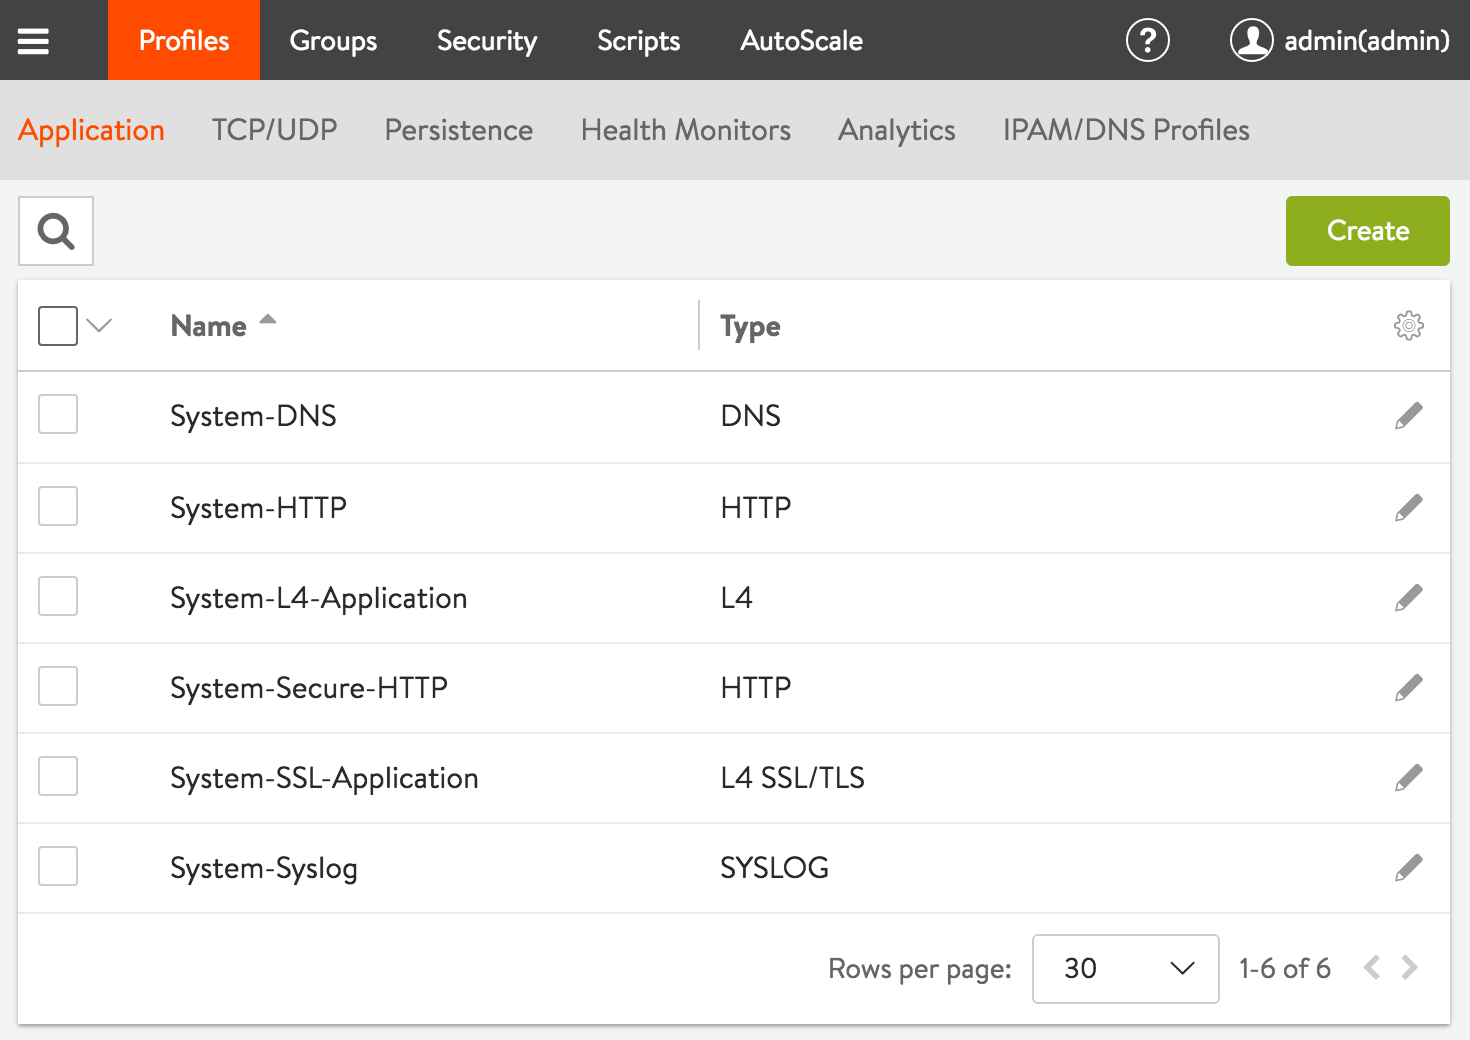 Profiles Groups Security Scripts AutoScale ? admin(admin)
Application TCP/UDP Persistence Health Monitors Analytics IPAM/DNS Profiles
Create
Name Type
System-DNS DNS
System-HTTP HTTP
System-L4-Application L4
System-Secure-HTTP HTTP
System-SSL-Application L4 SSL/TLS
System-Syslog SYSLOG
Rows per page: 30 1-6 of 6